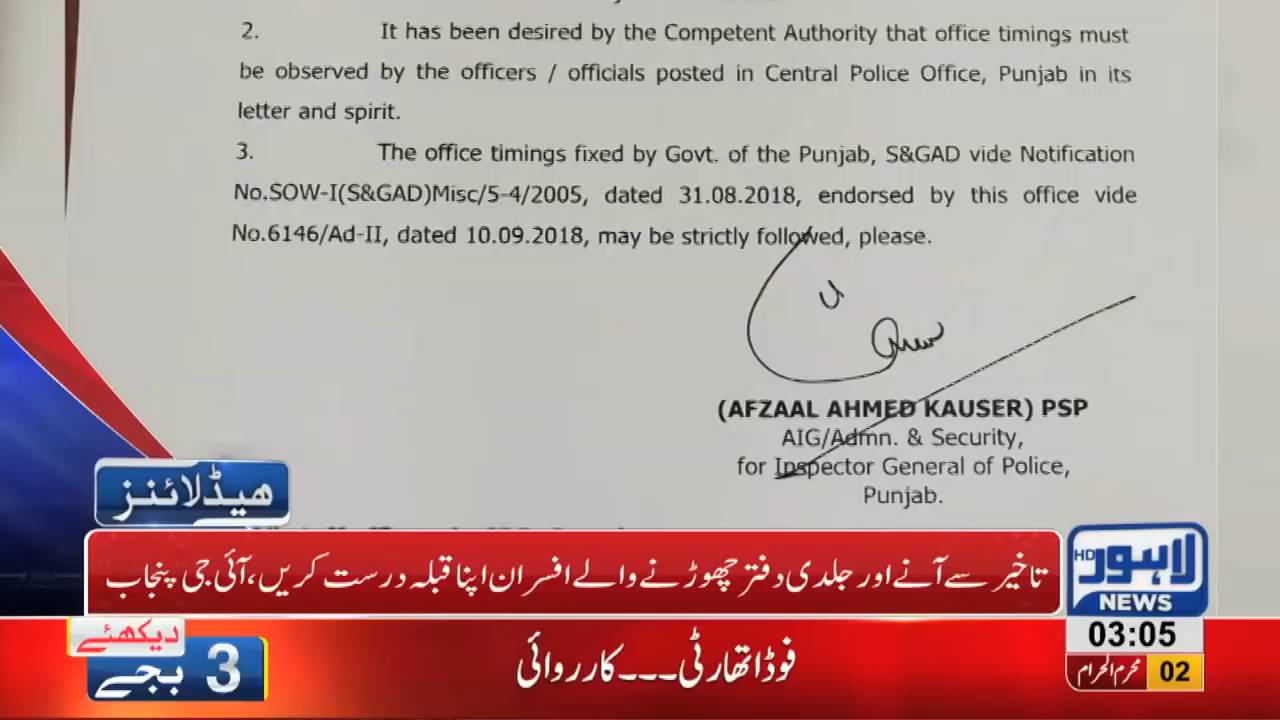 2. It has been desired by the Competent Authority that office timings must
be observed by the officers / officials posted in Central Police Office, Punjab in its
letter and spirit.
3. The office timings fixed by Govt. of the Punjab, S&GAD vide Notification
No.SOW-I(S&GAD)Misc/5-4/2005, dated 31.08.2018, endorsed by this office vide
No.6146/Ad-II, dated 10.09.2018, may be strictly followed, please.
(AFZAAL AHMED KAUSER) PSP
AIG/Admn. & Security,
for Inspector General of Police,
Punjab.
ھیڈلائنز
تاخیر سے آنے اور جلدی دفتر چھوڑنے والے افسران اپنا قبلہ درست کریں، آئی جی پنجاب
لاہور HD
NEWS
03:05
محرم الحرام 02
دیکھئے
3 بجے
فوڈ اتھارٹی۔۔۔کارروائی